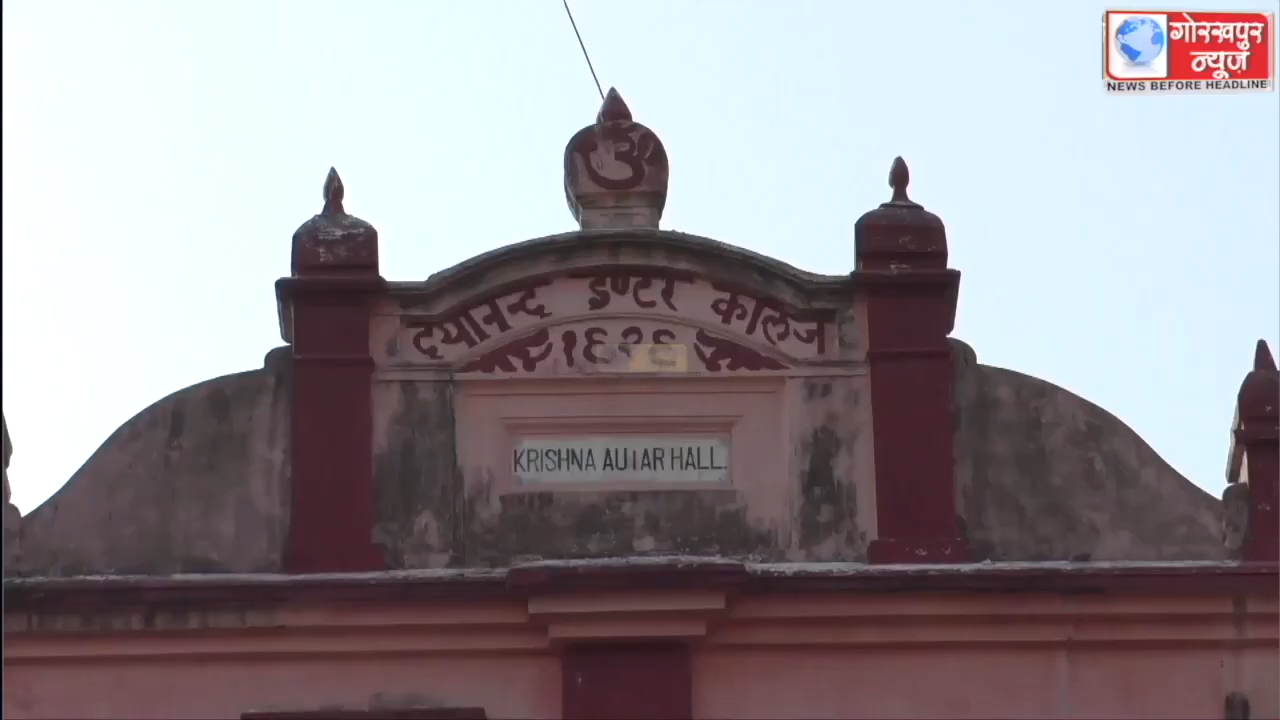 गोरखपुर
न्यूज़
NEWS BEFORE HEADLINE
ॐ
दयानन्द इण्टर कालेज
KRISHNA AUTAR HALL.